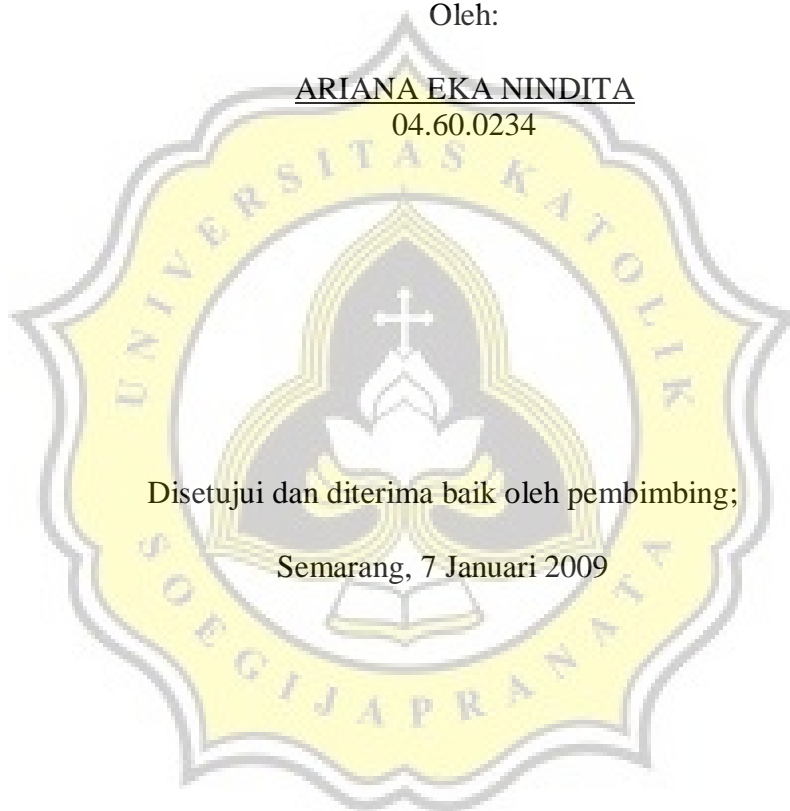 Oleh:
ARIANA EKA NINDITA
04.60.0234
UNIVERSITAS KATOLIK
Disetujui dan diterima baik oleh pembimbing;
Semarang, 7 Januari 2009
SOEGIJAPRANATA